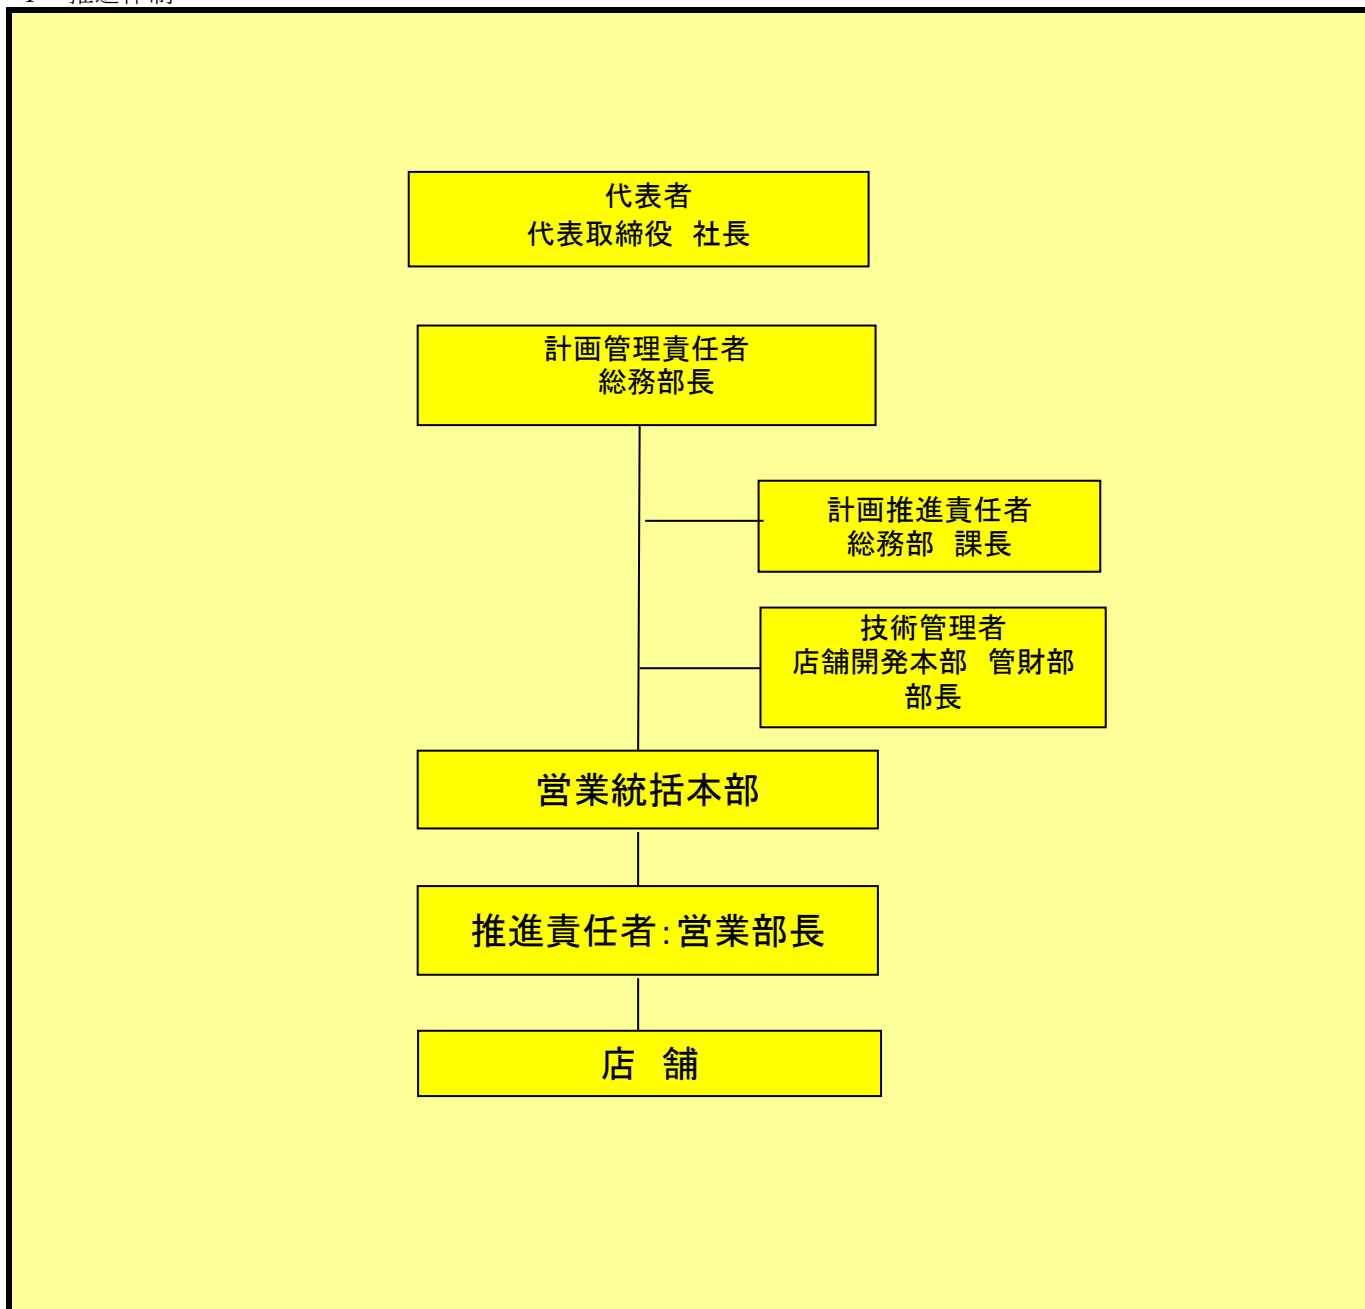 代表者
代表取締役 社長
計画管理責任者
総務部長
計画推進責任者
総務部 課長
技術管理者
店舗開発本部 管財部
部長
営業統括本部
推進責任者:営業部長
店 舗